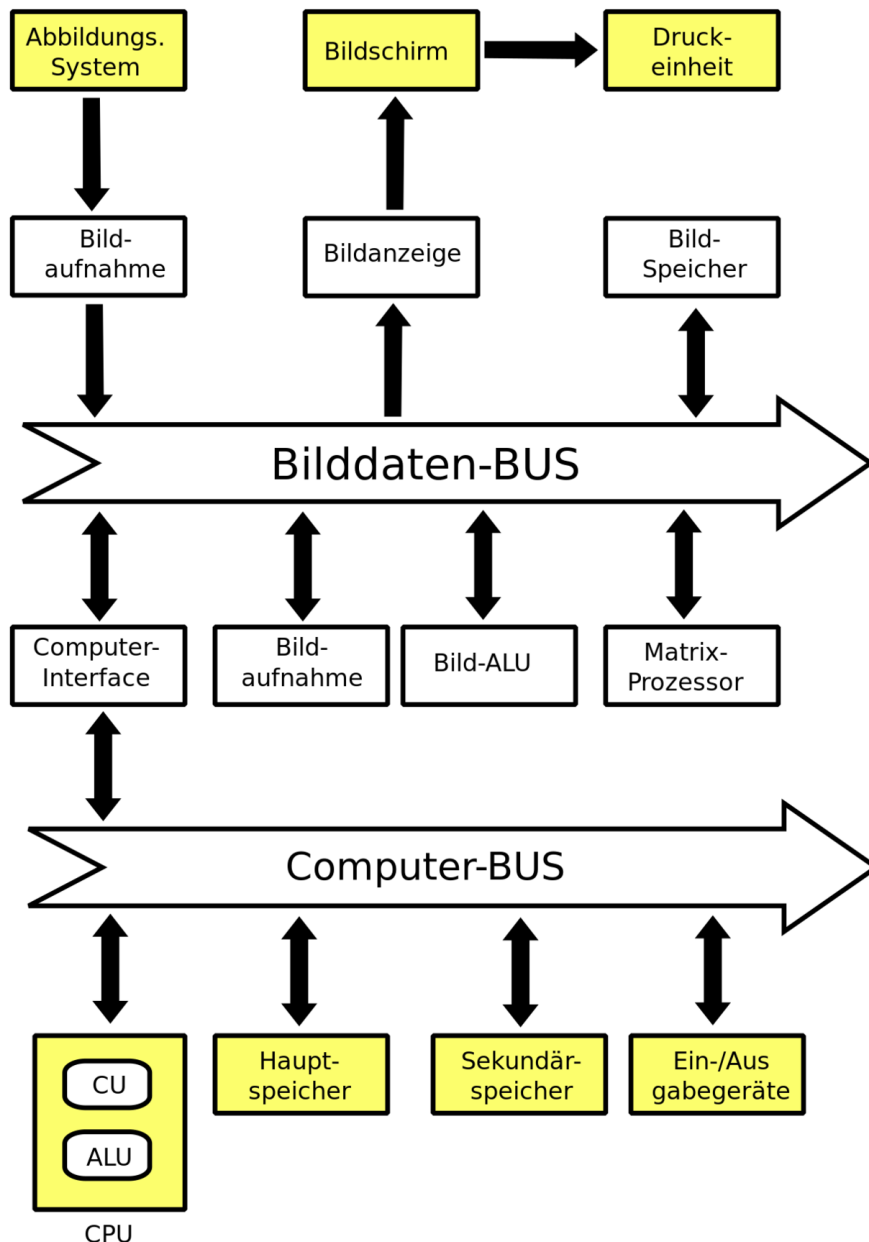 Abbildungs.
System
Bildschirm
Druck-
einheit
Bild-
aufnahme
Bildanzeige
Bild-
Speicher
Bilddaten-BUS
Computer-
Interface
Bild-
aufnahme
Bild-ALU
Matrix-
Prozessor
Computer-BUS
CU
ALU
CPU
Haupt-
speicher
Sekundär-
speicher
Ein-/Aus
gabegeräte